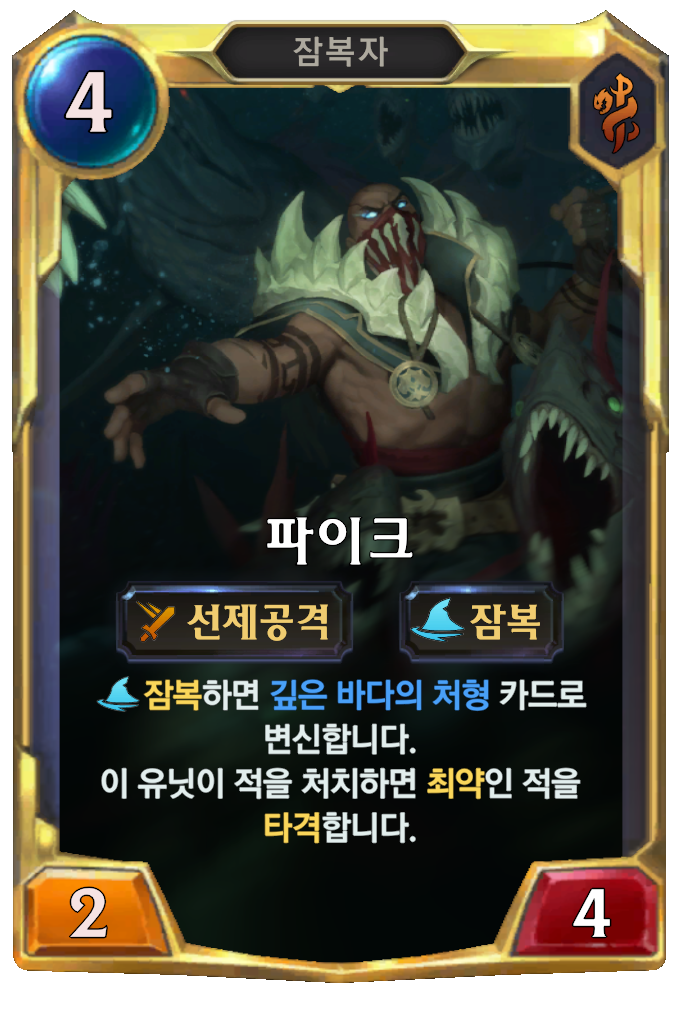 잠복자
4
파이크
선제공격 잠복
잠복하면 깊은 바다의 처형 카드로
변신합니다.
이 유닛이 적을 처치하면 최약인 적을
타격합니다.
2 4